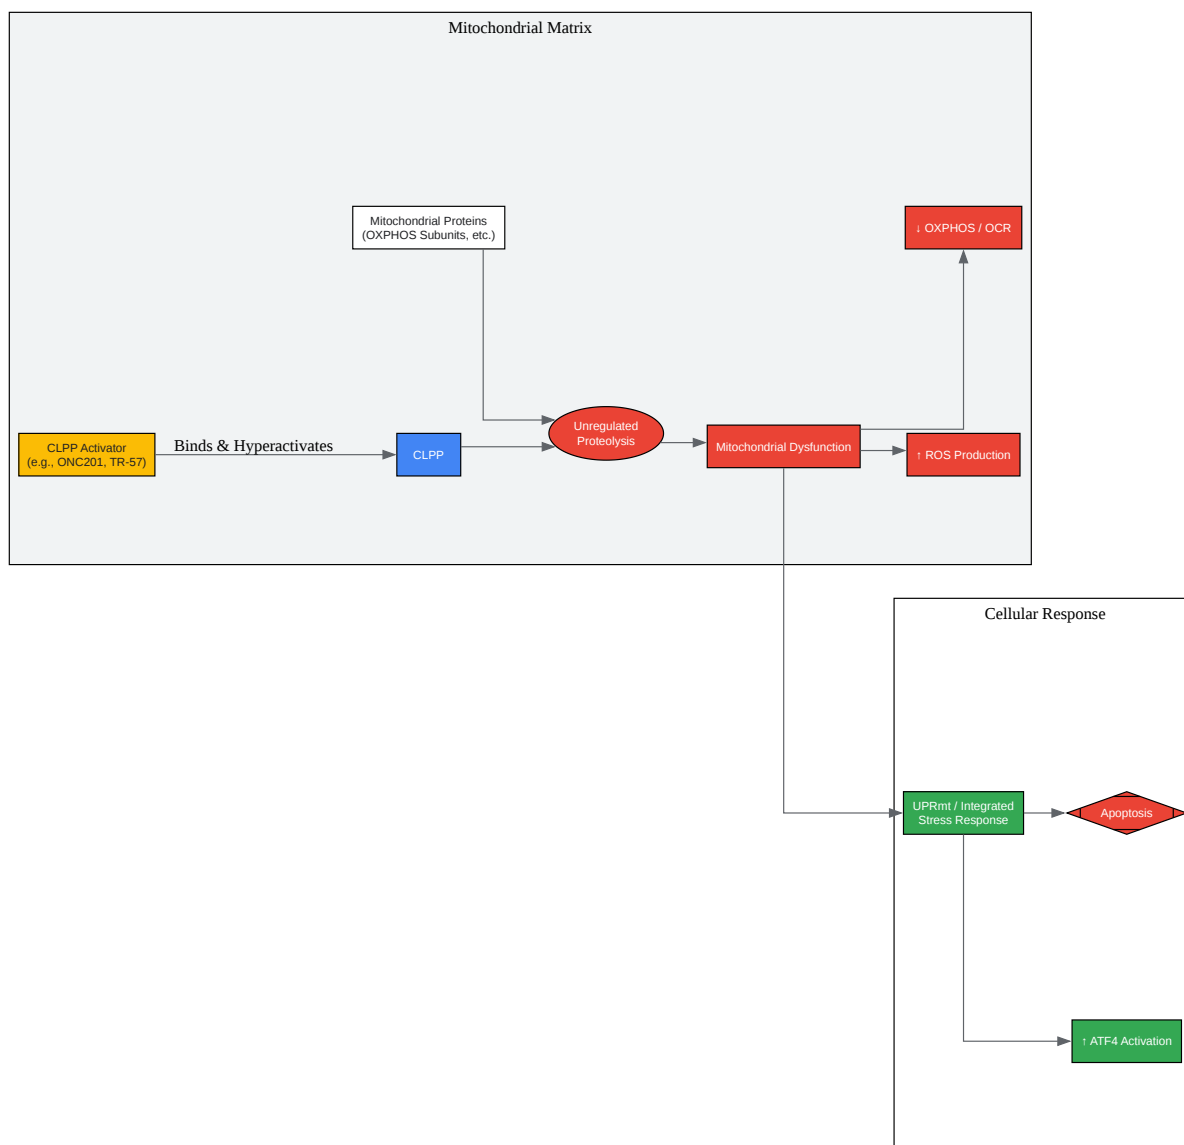 Mitochondrial Matrix
Mitochondrial Proteins
(OXPHOS Subunits, etc.)
↓ OXPHOS / OCR
CLPP Activator
(e.g., ONC201, TR-57)
Binds & Hyperactivates
CLPP
Unregulated
Proteolysis
Mitochondrial Dysfunction
↑ ROS Production
Cellular Response
UPRmt / Integrated
Stress Response
Apoptosis
↑ ATF4 Activation